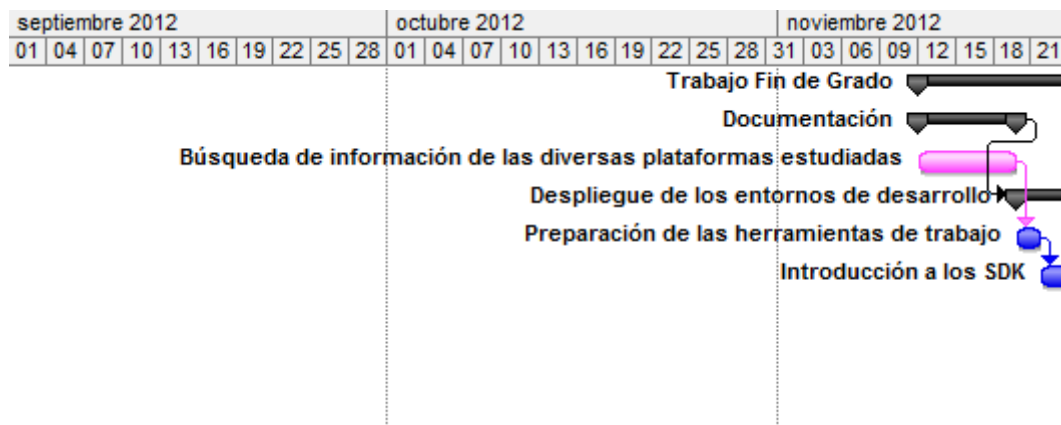 septiembre 2012 octubre 2012 noviembre 2012
01 04 07 10 13 16 19 22 25 28 01 04 07 10 13 16 19 22 25 28 31 03 06 09 12 15 18 21
Trabajo Fin de Grado
Documentación
Búsqueda de información de las diversas plataformas estudiadas
Despliegue de los entornos de desarrollo
Preparación de las herramientas de trabajo
Introducción a los SDK